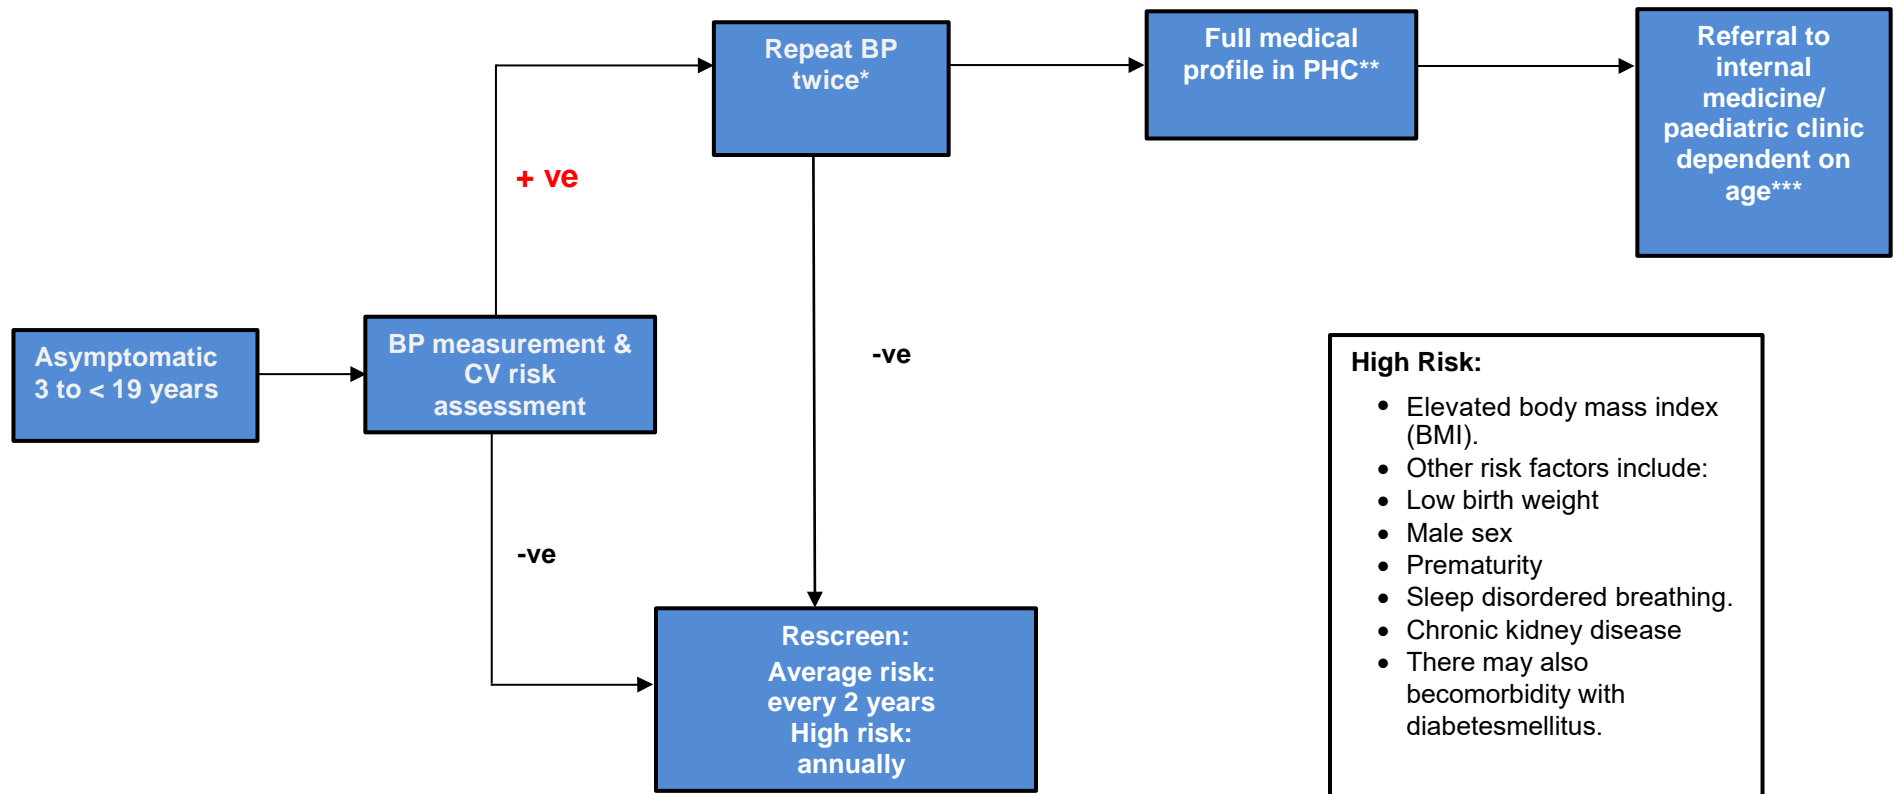 Repeat BP
twice*
Full medical
profile in PHC**
Referral to
internal
medicine/
paediatric clinic
dependent on
age***
+ ve
Asymptomatic
3 to < 19 years
BP measurement &
CV risk
assessment
-ve
-ve
Rescreen:
Average risk:
every 2 years
High risk:
annually
High Risk:
• Elevated body mass index
(BMI).
• Other risk factors include:
• Low birth weight
• Male sex
• Prematurity
• Sleep disordered breathing.
• Chronic kidney disease
• There may also
becomorbidity with
diabetesmellitus.